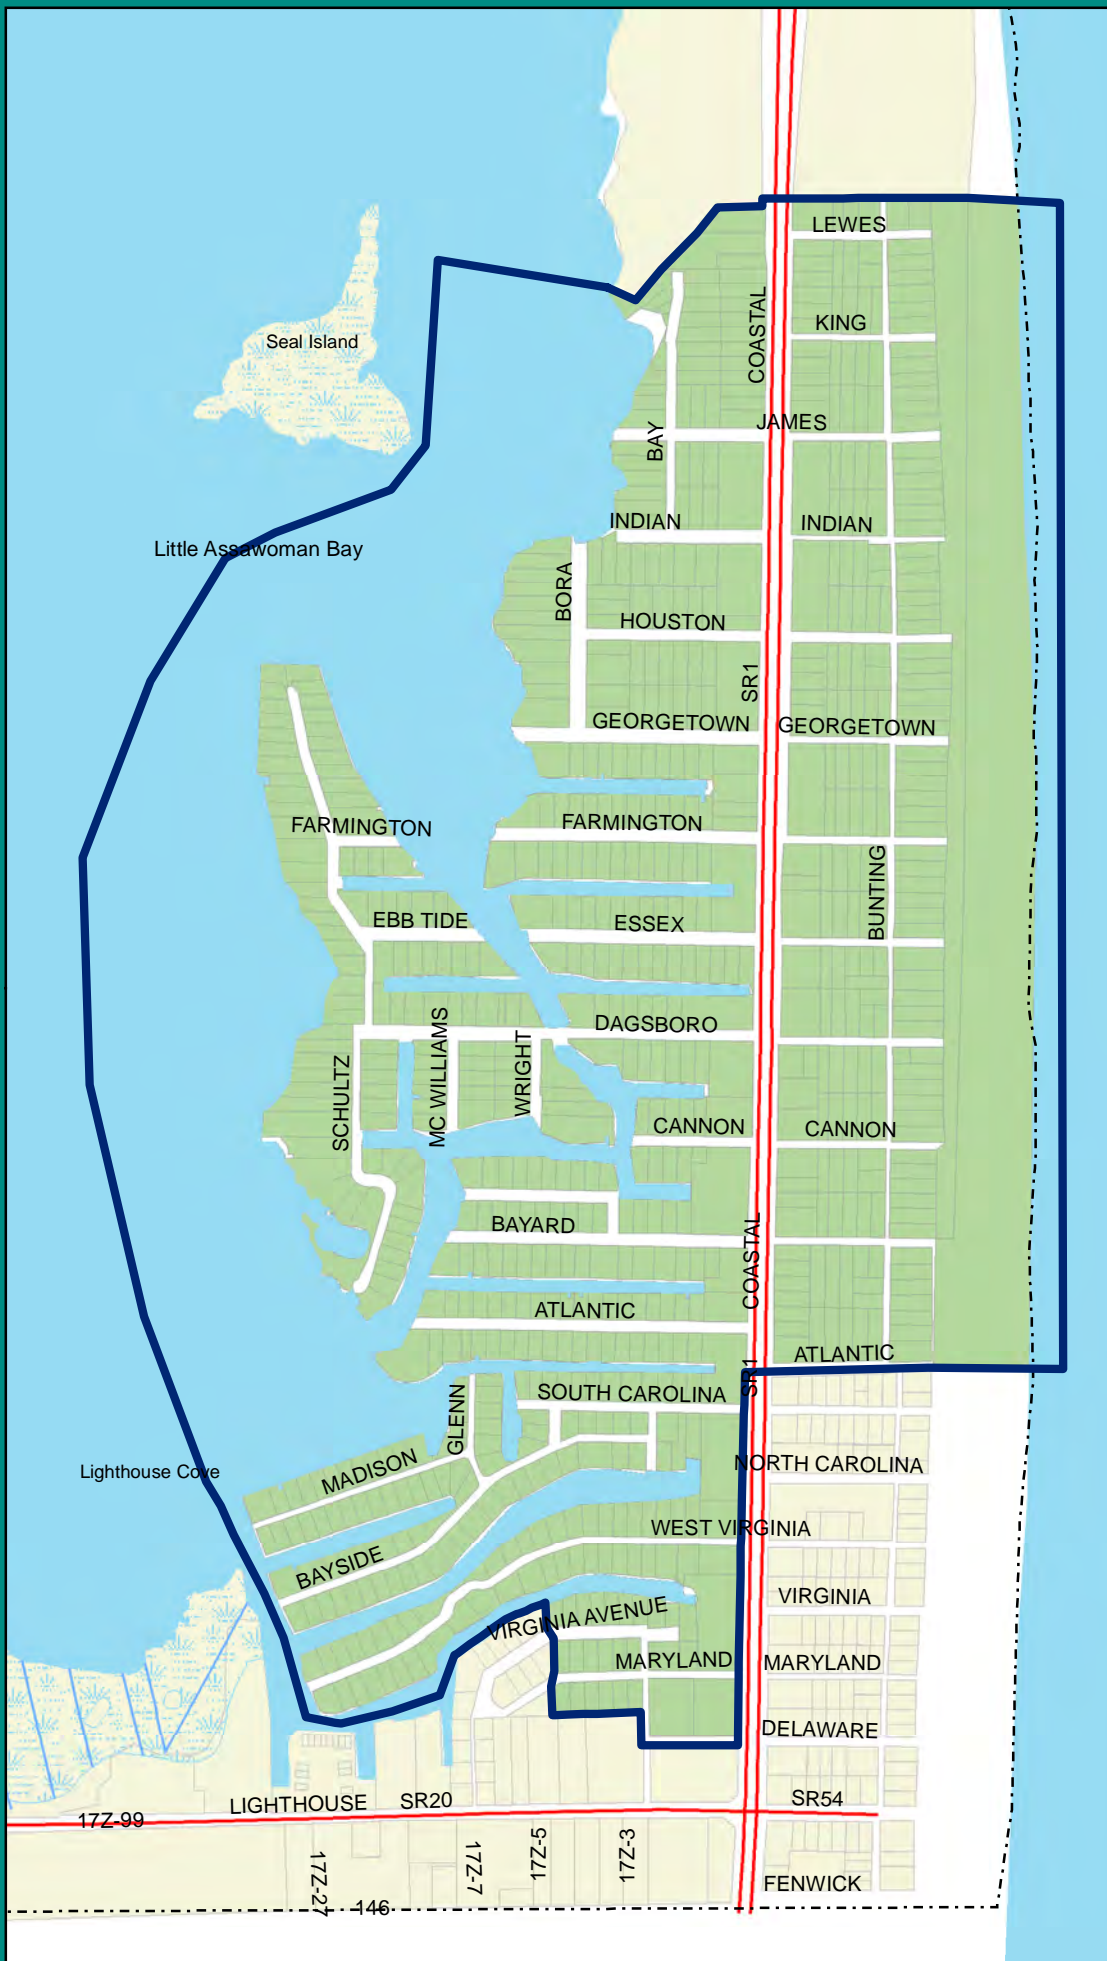 LEWES
COASTAL
KING
Seal Island
JAMES
BAY
INDIAN
INDIAN
Little Assawoman Bay
BORA
HOUSTON
SR1
GEORGETOWN
GEORGETOWN
FARMINGTON
FARMINGTON
BUNTING
EBB TIDE
ESSEX
DAGSBORO
MC WILLIAMS
WRIGHT
SCHULTZ
CANNON
CANNON
BAYARD
COASTAL
ATLANTIC
ATLANTIC
SR1
SOUTH CAROLINA
GLENN
NORTH CAROLINA
MADISON
Lighthouse Cove
WEST VIRGINIA
BAYSIDE
VIRGINIA
VIRGINIA AVENUE
MARYLAND
MARYLAND
DELAWARE
LIGHTHOUSE
SR20
SR54
17Z-99
17Z-27
17Z-7
17Z-5
17Z-3
FENWICK
146